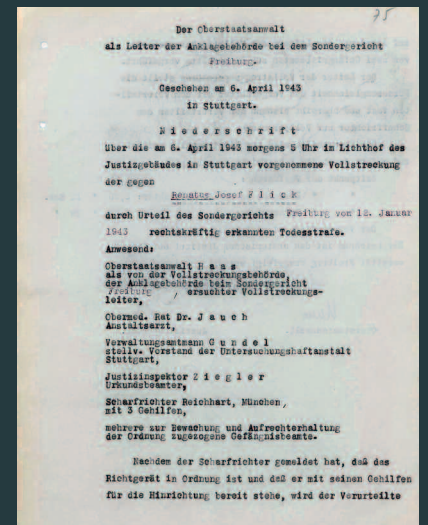 75
Der Oberstaatsanwalt
als Leiter der Anklagebehörde bei dem Sondergericht
Freiburg.
Geschehen am 6. April 1943
in Stuttgart.
N i e d e r s c h r i f t
über die am 6. April 1943 morgens 5 Uhr im Lichthof des
Justizgebäudes in Stuttgart vorgenommene Vollstreckung
der gegen
Renatus Josef F l i c k
durch Urteil des Sondergerichts Freiburg vom 12. Januar
1943 rechtskräftig erkannten Todesstrafe.
Anwesend:
Oberstaatsanwalt H a a s
als von der Vollstreckungsbehörde,
der Anklagebehörde beim Sondergericht
Freiburg , ersuchter Vollstreckungs-
leiter,
Obermed. Rat Dr. J a u c h
Anstaltsarzt,
Verwaltungsamtmann G u n d e l
stellv. Vorstand der Untersuchungshaftanstalt
Stuttgart,
Justizinspektor Z i e g l e r
Urkundsbeamter,
Scharfrichter Reichhart, München,
mit 3 Gehilfen,
mehrere zur Bewachung und Aufrechterhaltung
der Ordnung zugezogene Gefängnisbeamte.
Nachdem der Scharfrichter gemeldet hat, daß das
Richtgerät in Ordnung ist und daß er mit seinen Gehilfen
für die Hinrichtung bereit stehe, wird der Verurteilte